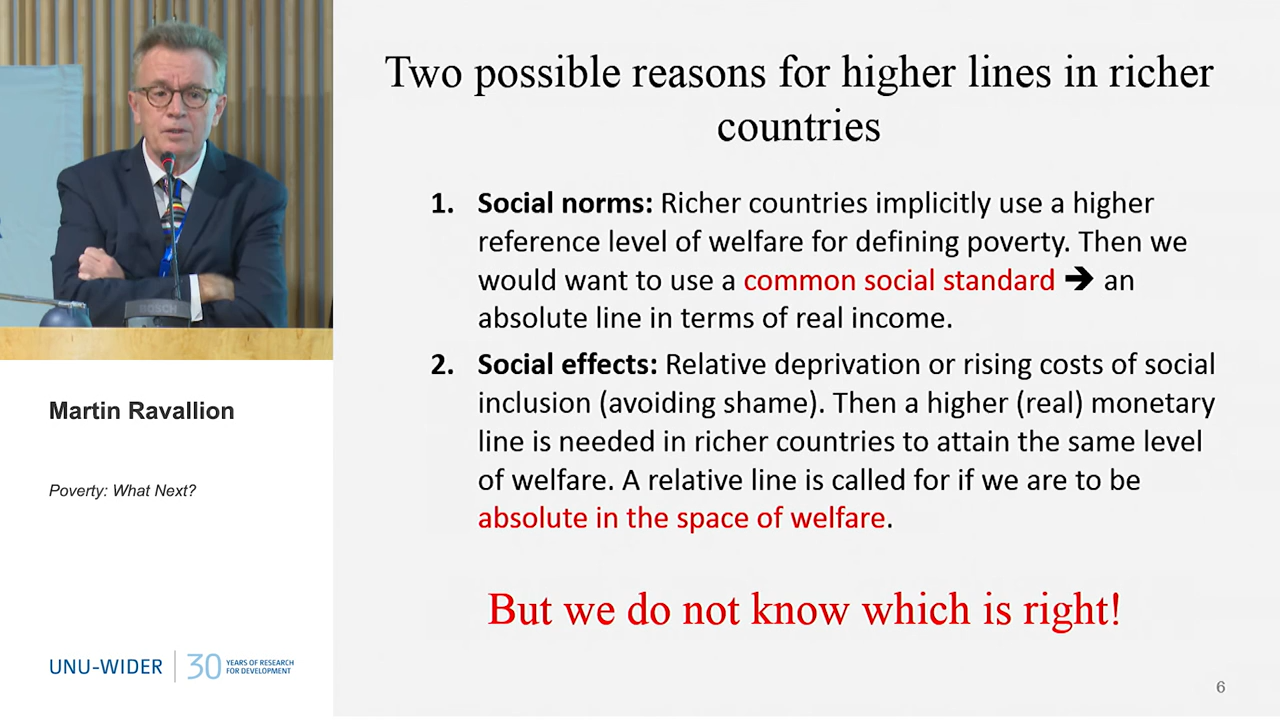 Two possible reasons for higher lines in richer
countries
1. Social norms: Richer countries implicitly use a higher
reference level of welfare for defining poverty. Then we
would want to use a common social standard ➔ an
absolute line in terms of real income.
2. Social effects: Relative deprivation or rising costs of social
inclusion (avoiding shame). Then a higher (real) monetary
line is needed in richer countries to attain the same level
of welfare. A relative line is called for if we are to be
absolute in the space of welfare.
But we do not know which is right!
6
BOSCH
Martin Ravallion
Poverty: What Next?
UNU-WIDER
30 YEARS OF RESEARCH
FOR DEVELOPMENT